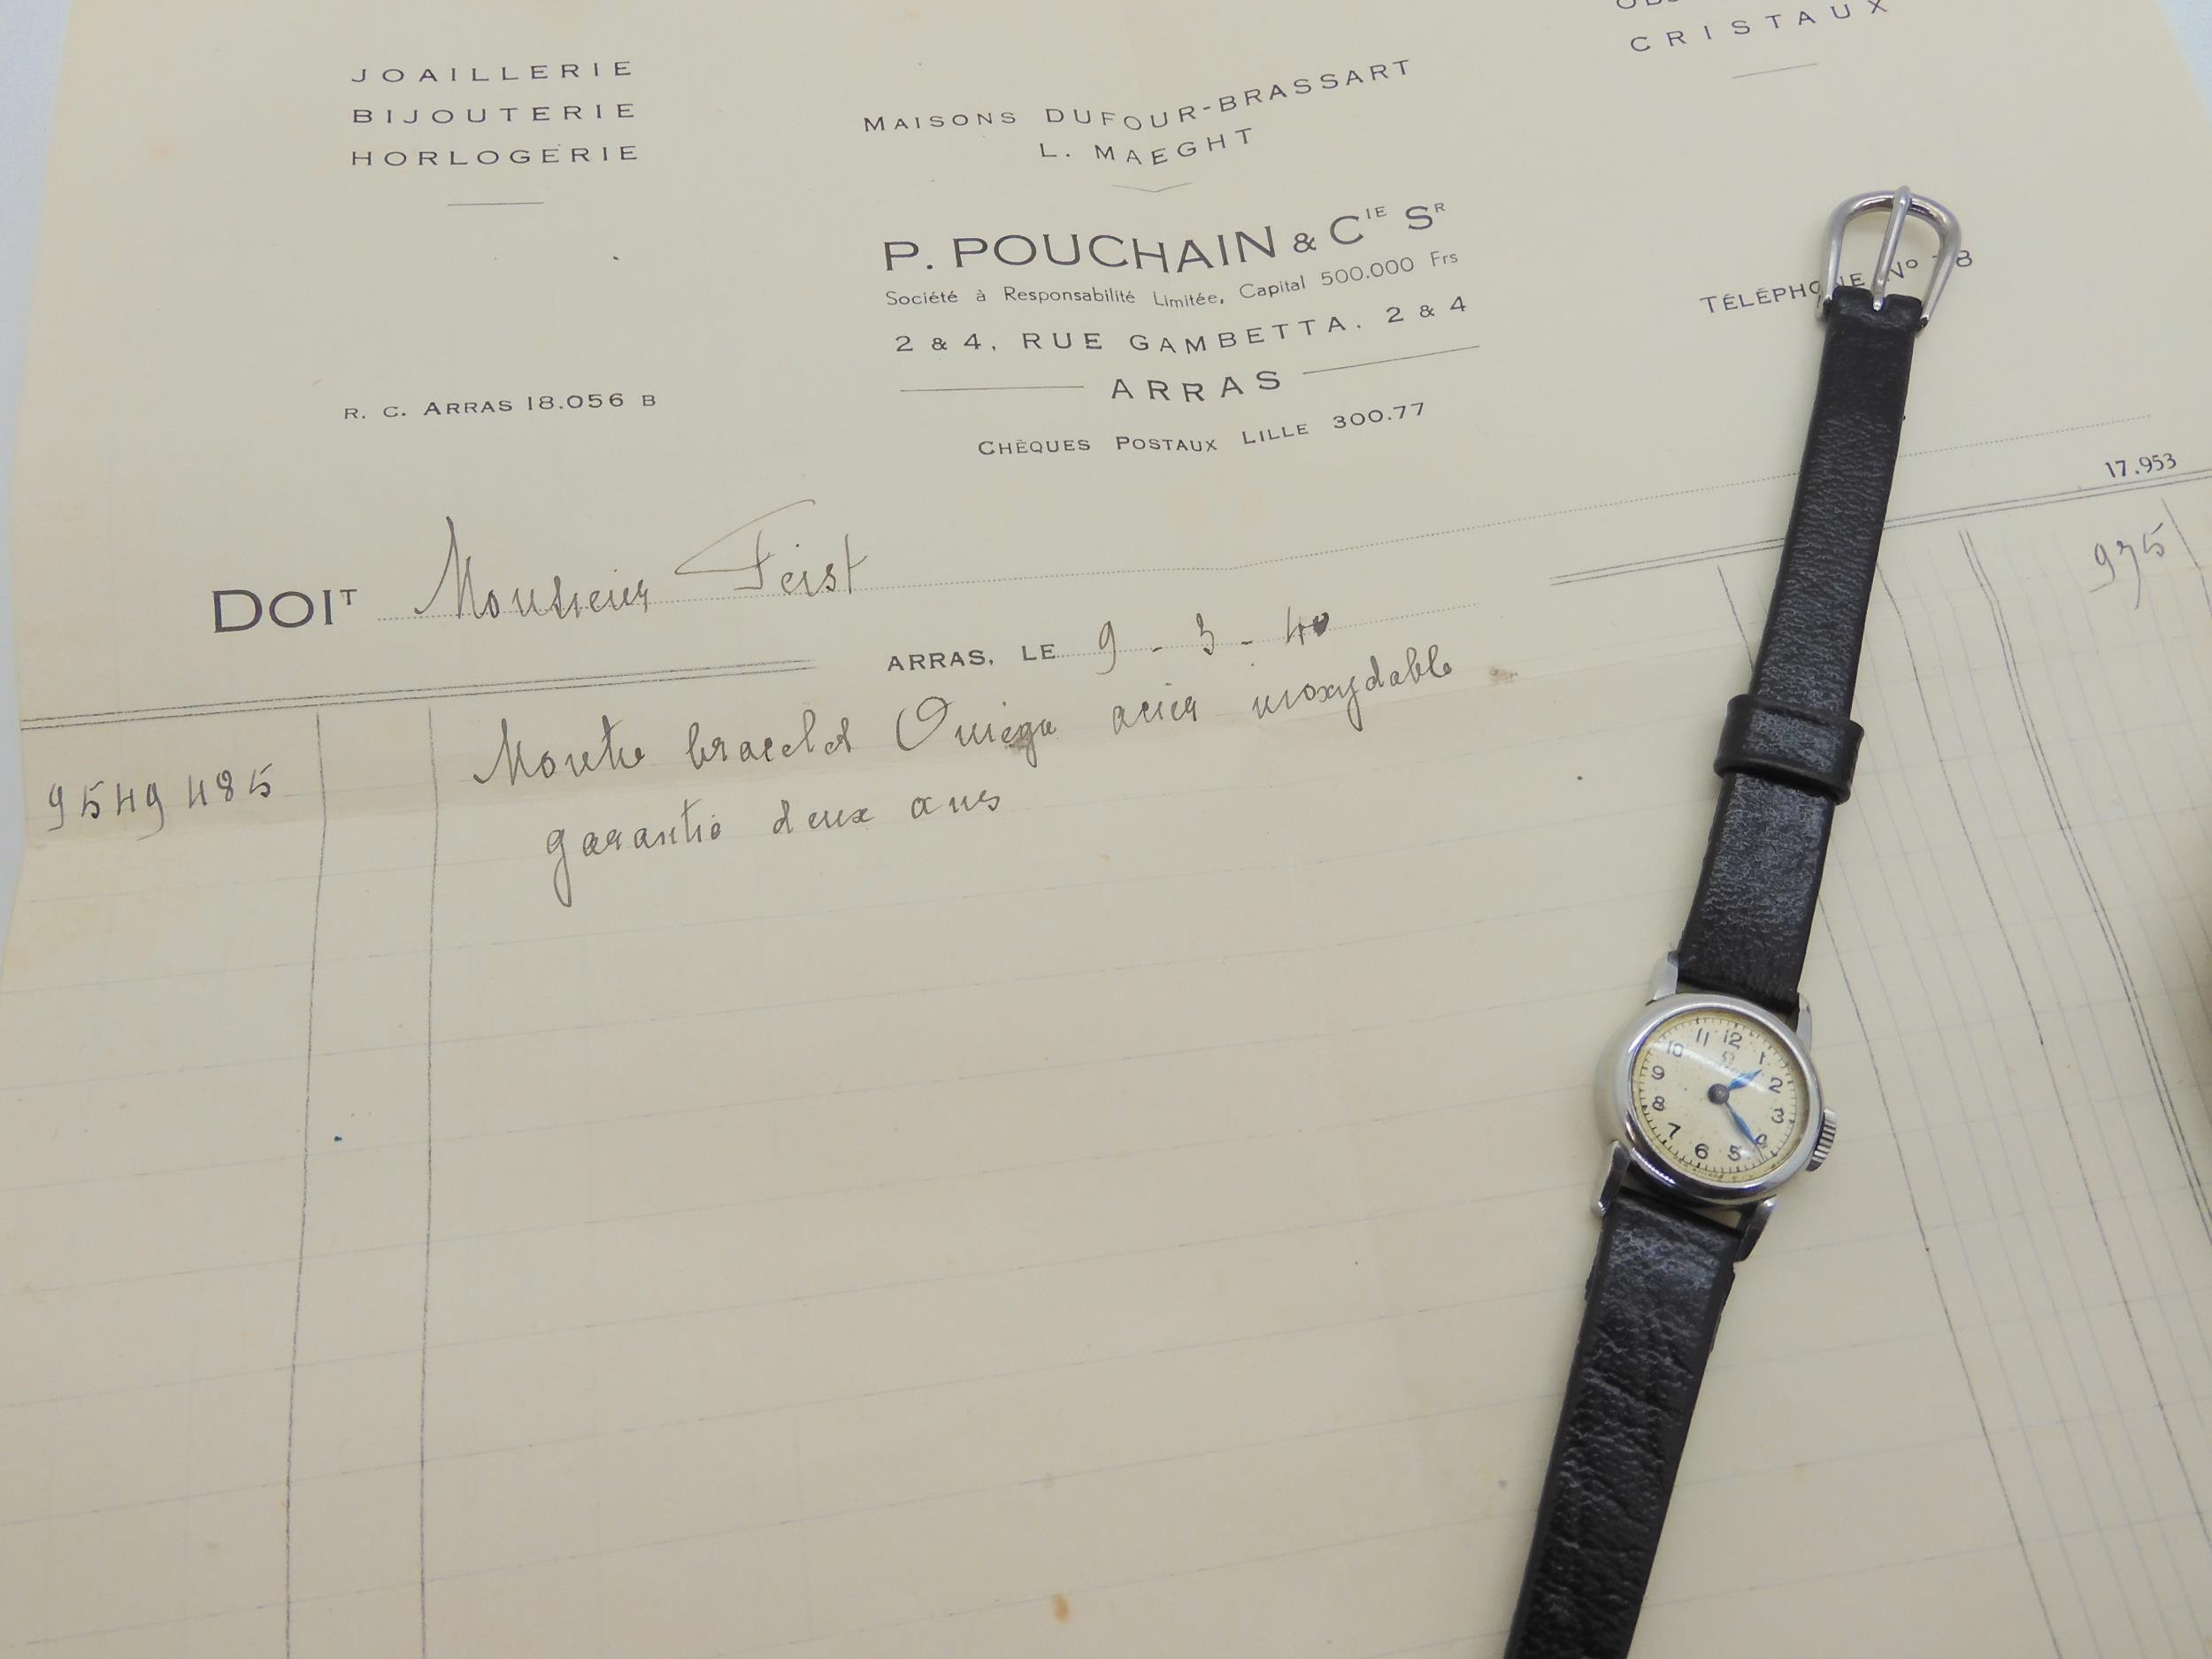 JOAILLERIE
BIJOUTERIE
HORLOGERIE
CRISTAUX
MAISONS DUFOUR-BRASSART
L. MAEGHT
P. POUCHAIN & CIE SR
Société à Responsabilité Limitée, Capital 500.000 Frs
2 & 4, RUE GAMBETTA, 2 & 4
ARRAS
CHÈQUES POSTAUX LILLE 300.77
R. C. ARRAS 18.056 B
TÉLÉPHONE No
17.953
DOIT Monsieur Feist
ARRAS, LE 9 - 3 - 40
9549485 Montre bracelet Omega acier inoxydable 975
garantie deux ans
11 12 1
10 2
9 3
8 4
7 6 5